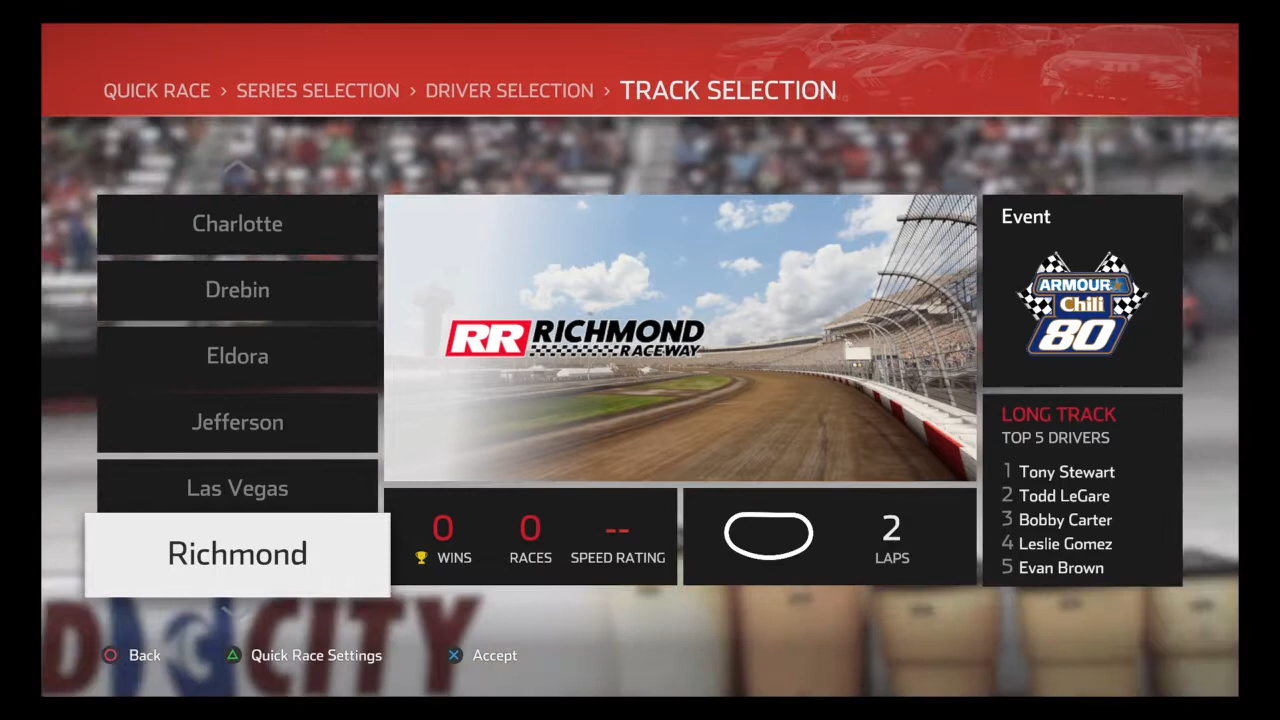 QUICK RACE › SERIES SELECTION › DRIVER SELECTION › TRACK SELECTION
Charlotte
Drebin
Eldora
Jefferson
Las Vegas
Richmond
RR RICHMOND
RACEWAY
0 0 --
WINS RACES SPEED RATING
2
LAPS
Event
ARMOUR
Chili
80
LONG TRACK
TOP 5 DRIVERS
1 Tony Stewart
2 Todd LeGare
3 Bobby Carter
4 Leslie Gomez
5 Evan Brown
CITY
Back Quick Race Settings Accept